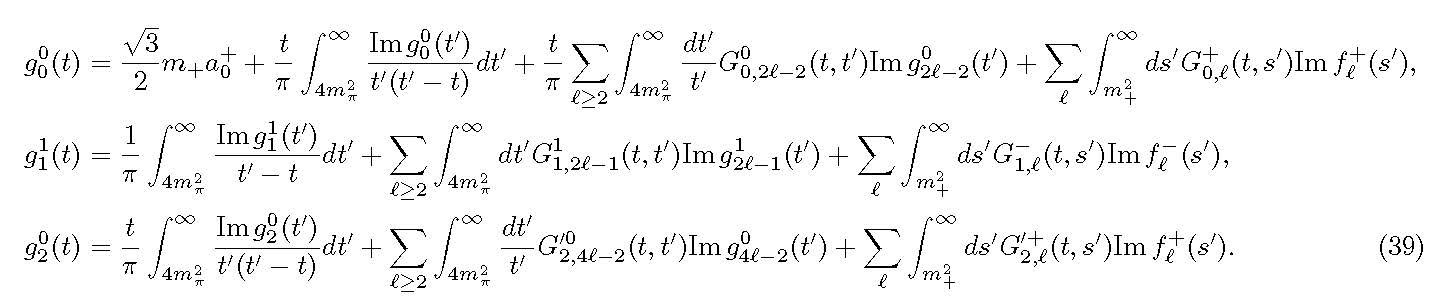 g_0^0(t) = \frac{\sqrt{3}}{2} m_+ a_0^+ + \frac{t}{\pi} \int_{4m_\pi^2}^{\infty} \frac{\mathrm{Im}\, g_0^0(t')}{t'(t'-t)} dt' + \frac{t}{\pi} \sum_{\ell \geq 2} \int_{4m_\pi^2}^{\infty} \frac{dt'}{t'} G_{0,2\ell-2}^0(t,t') \mathrm{Im}\, g_{2\ell-2}^0(t') + \sum_{\ell} \int_{m_+^2}^{\infty} ds' G_{0,\ell}^+(t,s') \mathrm{Im}\, f_\ell^+(s'),
g_1^1(t) = \frac{1}{\pi} \int_{4m_\pi^2}^{\infty} \frac{\mathrm{Im}\, g_1^1(t')}{t'-t} dt' + \sum_{\ell \geq 2} \int_{4m_\pi^2}^{\infty} dt' G_{1,2\ell-1}^1(t,t') \mathrm{Im}\, g_{2\ell-1}^1(t') + \sum_{\ell} \int_{m_+^2}^{\infty} ds' G_{1,\ell}^-(t,s') \mathrm{Im}\, f_\ell^-(s'),
g_2^0(t) = \frac{t}{\pi} \int_{4m_\pi^2}^{\infty} \frac{\mathrm{Im}\, g_2^0(t')}{t'(t'-t)} dt' + \sum_{\ell \geq 2} \int_{4m_\pi^2}^{\infty} \frac{dt'}{t'} G_{2,4\ell-2}'^0(t,t') \mathrm{Im}\, g_{4\ell-2}^0(t') + \sum_{\ell} \int_{m_+^2}^{\infty} ds' G_{2,\ell}'^+(t,s') \mathrm{Im}\, f_\ell^+(s'). (39)